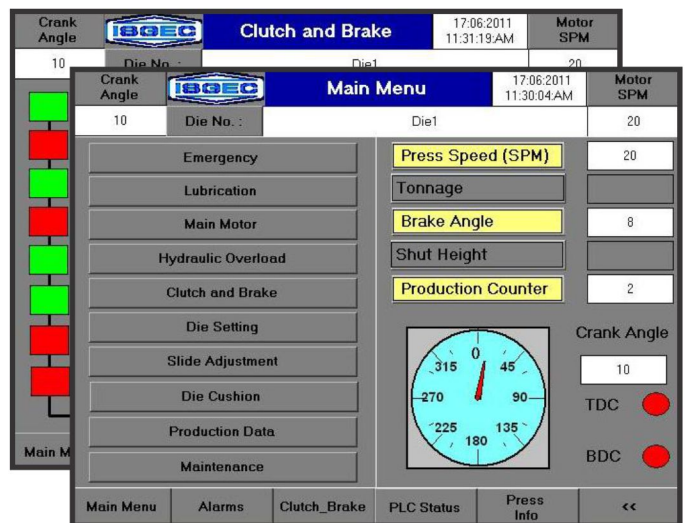 Crank Angle
ISGEC
Clutch and Brake
17:06:2011
11:31:19:AM
Motor SPM
10
Die No. :
Die1
20
Main M
Crank Angle
ISGEC
Main Menu
17:06:2011
11:30:04:AM
Motor SPM
10
Die No. :
Die1
20
Emergency
Lubrication
Main Motor
Hydraulic Overload
Clutch and Brake
Die Setting
Slide Adjustment
Die Cushion
Production Data
Maintenance
Press Speed (SPM)
20
Tonnage
Brake Angle
8
Shut Height
Production Counter
2
0
45
90
135
180
225
270
315
Crank Angle
10
TDC
BDC
Main Menu
Alarms
Clutch_Brake
PLC Status
Press Info
<<